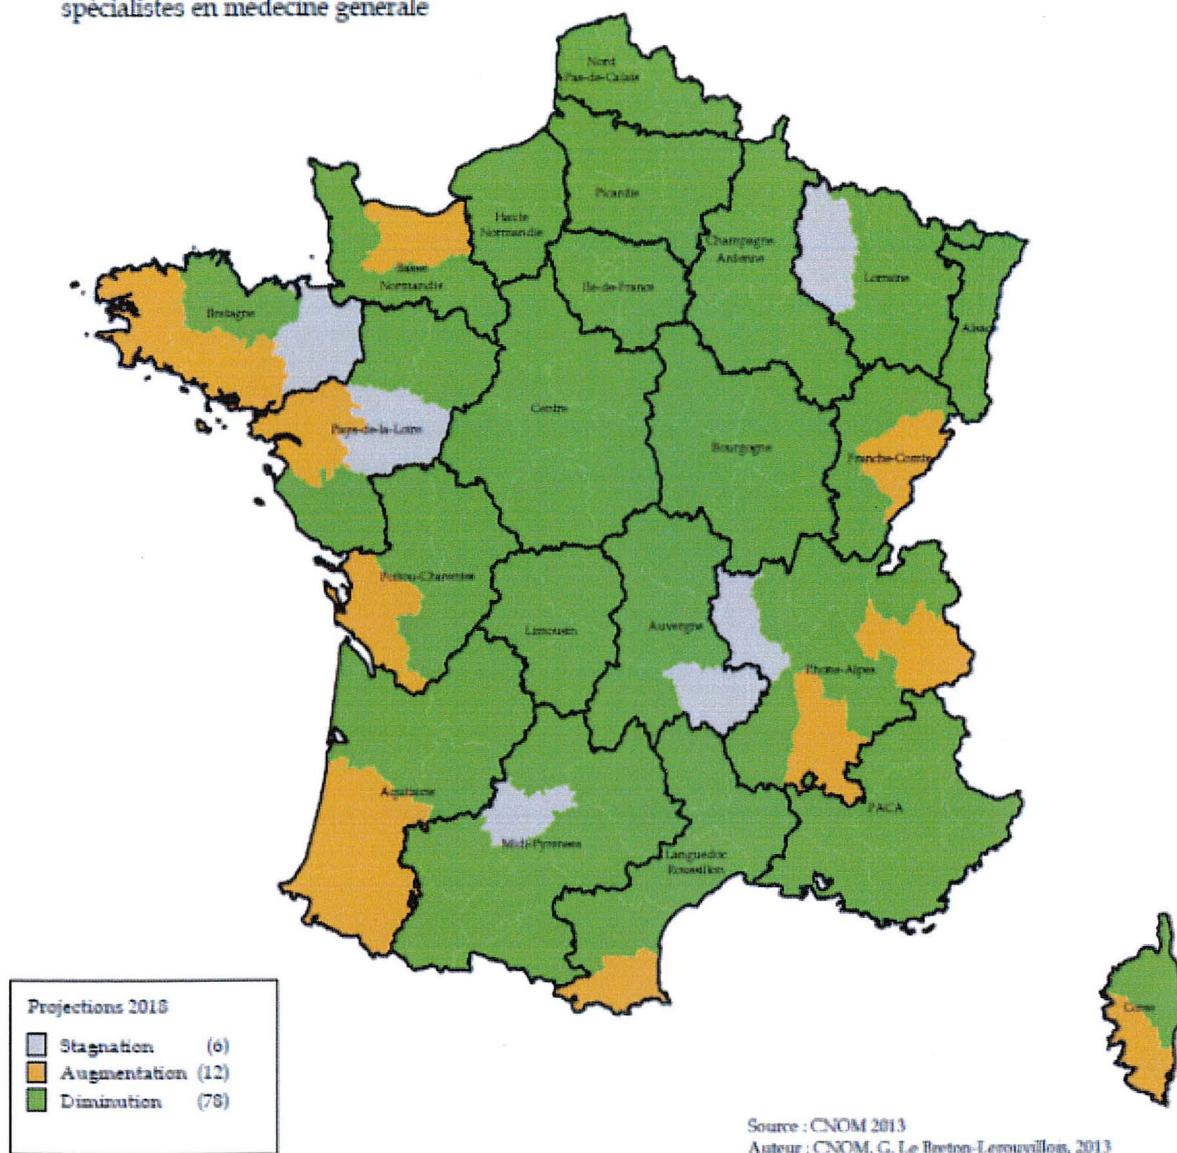 spécialistes en médecine générale
Nord
Pas-de-Calais
Picardie
Haute
Normandie
Basse
Normandie
Champagne
Ardenne
Ile-de-France
Lorraine
Alsace
Bretagne
Pays-de-la-Loire
Centre
Bourgogne
Franche-Comte
Poitou-Charentes
Limousin
Auvergne
Rhone-Alpes
Aquitaine
Midi-Pyrenees
Languedoc
Roussillon
PACA
Corse
Projections 2018
Stagnation (6)
Augmentation (12)
Diminution (78)
Source : CNOM 2013
Auteur : CNOM, G. Le Breton-Lerouvillois, 2013